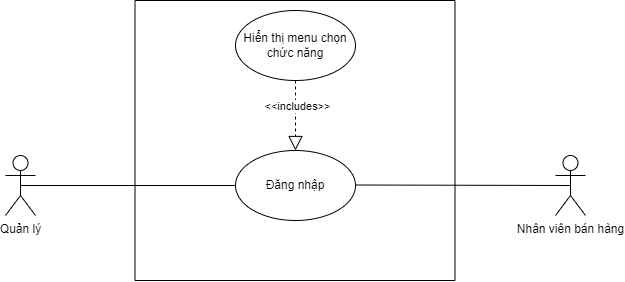 Hiển thị menu chọn
chức năng
<<includes>>
Đăng nhập
Quản lý
Nhân viên bán hàng